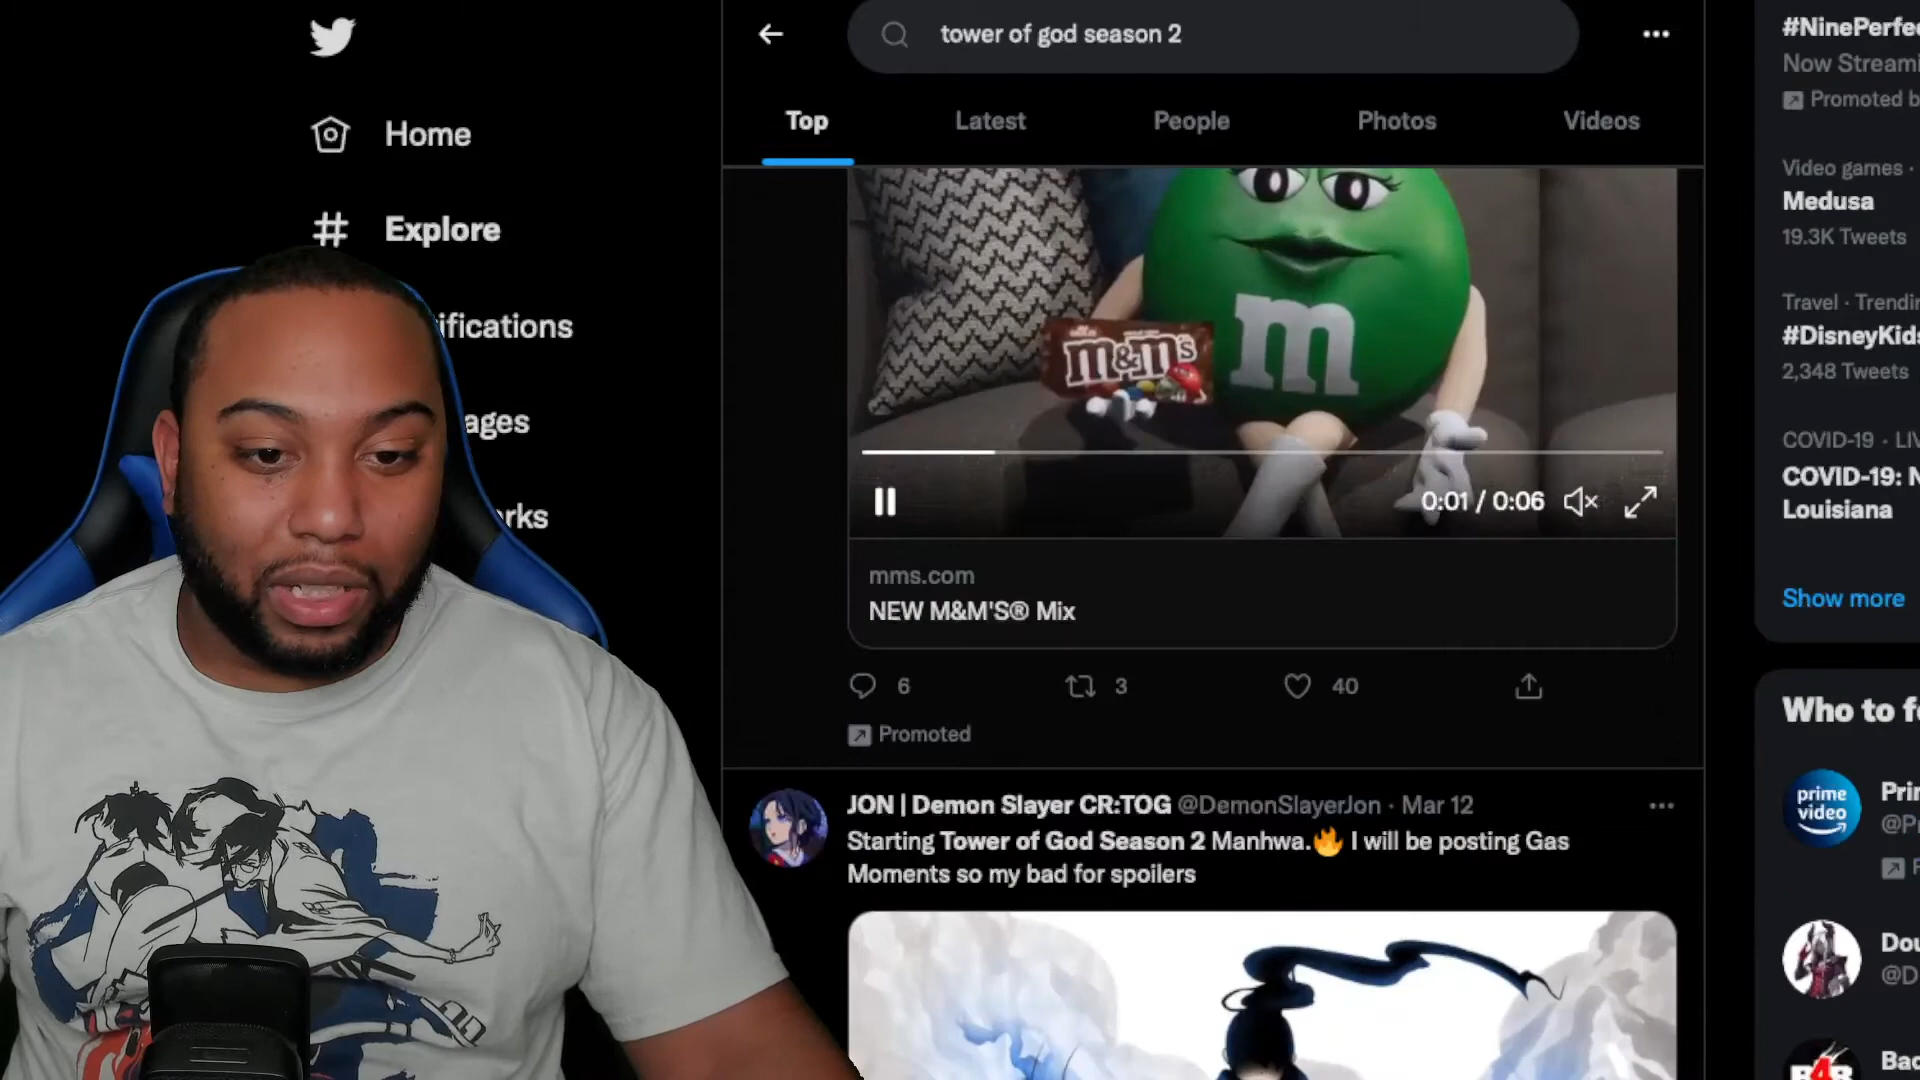 Home
Explore
ifications
ages
rks
tower of god season 2
Top
Latest
People
Photos
Videos
m
m&m's
0:01 / 0:06
mms.com
NEW M&M'S® Mix
6
3
40
Promoted
JON | Demon Slayer CR:TOG @DemonSlayerJon · Mar 12
Starting Tower of God Season 2 Manhwa.🔥 I will be posting Gas
Moments so my bad for spoilers
#NinePerfe
Now Streami
Promoted b
Video games ·
Medusa
19.3K Tweets
Travel · Trendin
#DisneyKids
2,348 Tweets
COVID-19 · LIV
COVID-19: N
Louisiana
Show more
Who to f
prime
video
Prin
@P
Dou
@D
Bad
B4B